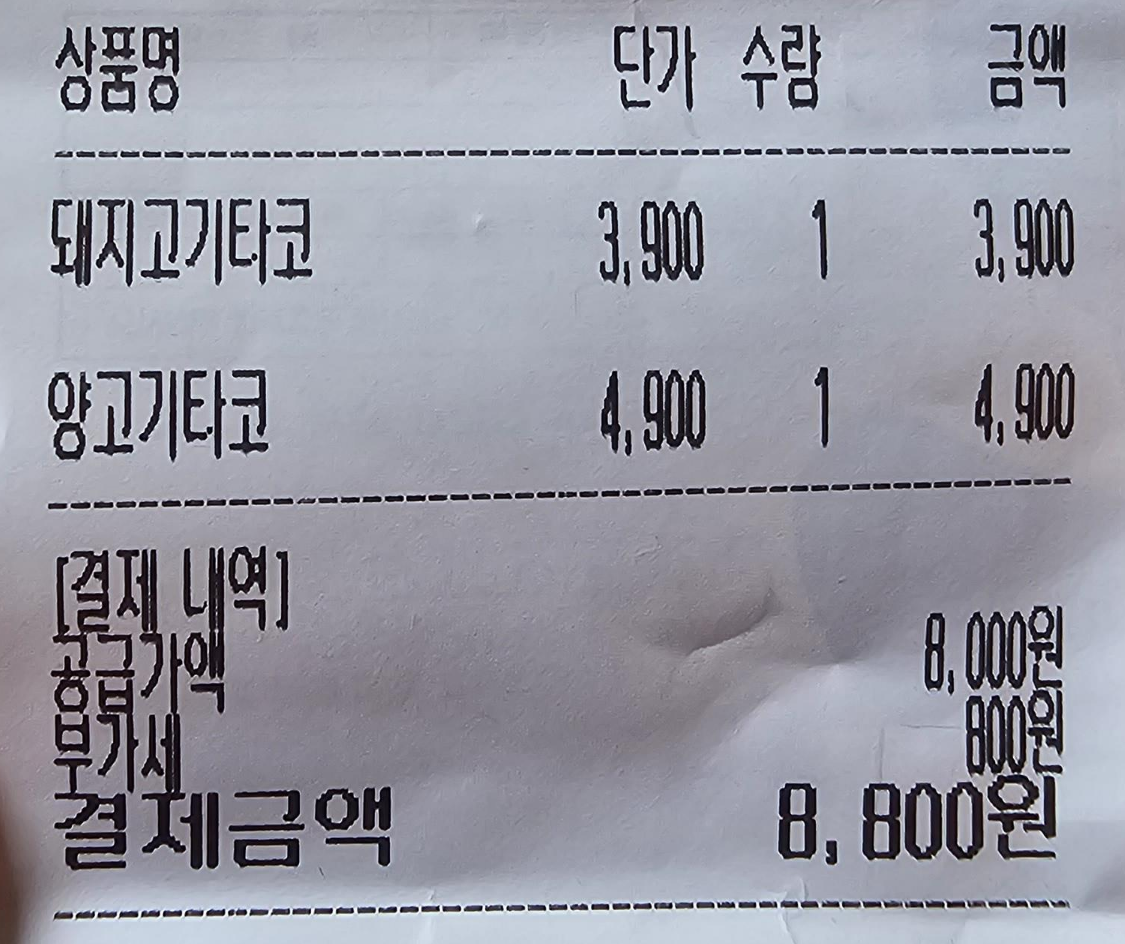 상품명 단가 수량 금액
돼지고기타코 3,900 1 3,900
양고기타코 4,900 1 4,900
[결제 내역]
공급가액 8,000원
부가세 800원
결제금액 8,800원